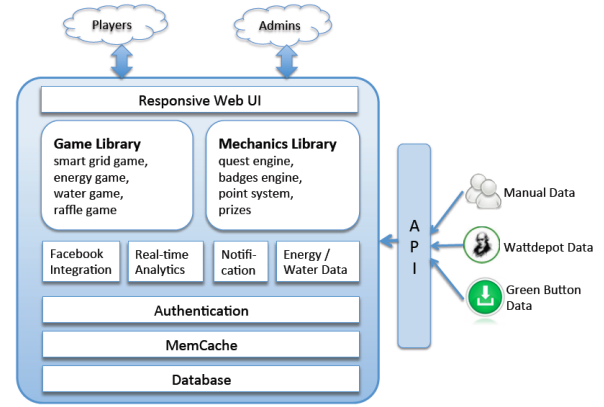 Players
Admins
Responsive Web UI
Game Library
smart grid game,
energy game,
water game,
raffle game
Mechanics Library
quest engine,
badges engine,
point system,
prizes
Facebook
Integration
Real-time
Analytics
Notifi-
cation
Energy /
Water Data
Authentication
MemCache
Database
A
P
I
Manual Data
Wattdepot Data
Green Button
Data